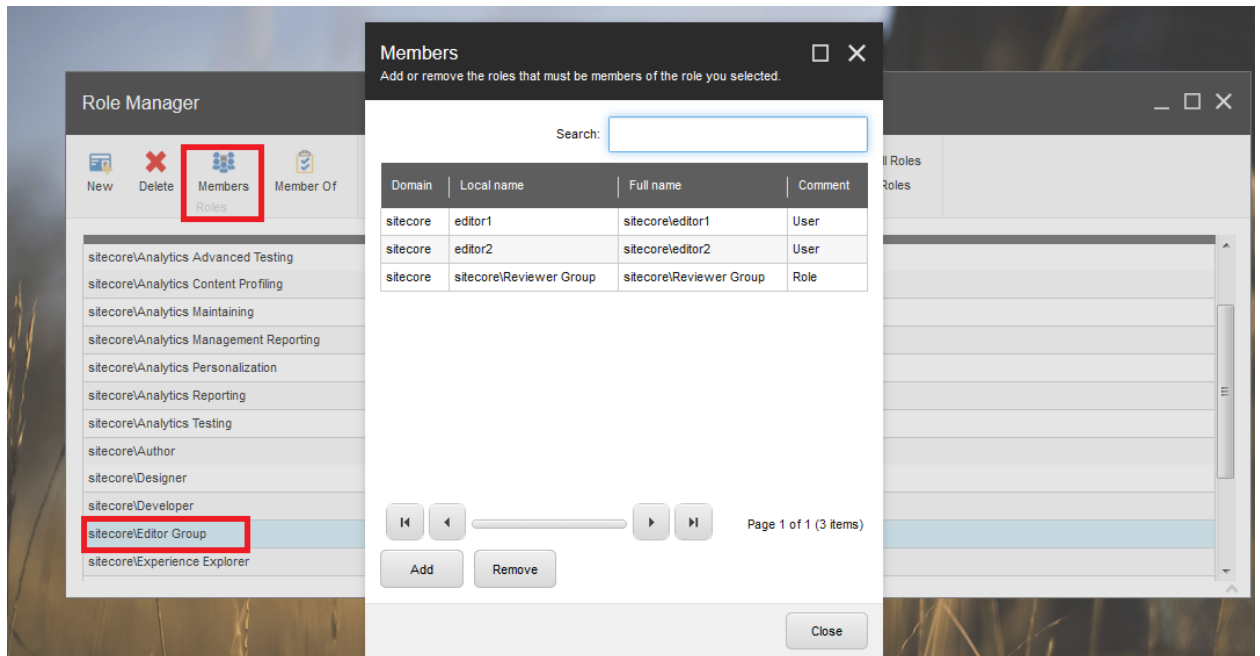 Members
Add or remove the roles that must be members of the role you selected.
Role Manager
Search:
New Delete Members Member Of
Roles
ll Roles
Roles
Domain Local name Full name Comment
sitecore editor1 sitecore\editor1 User
sitecore editor2 sitecore\editor2 User
sitecore sitecore\Reviewer Group sitecore\Reviewer Group Role
sitecore\Analytics Advanced Testing
sitecore\Analytics Content Profiling
sitecore\Analytics Maintaining
sitecore\Analytics Management Reporting
sitecore\Analytics Personalization
sitecore\Analytics Reporting
sitecore\Analytics Testing
sitecore\Author
sitecore\Designer
sitecore\Developer
sitecore\Editor Group
sitecore\Experience Explorer
Page 1 of 1 (3 items)
Add Remove
Close